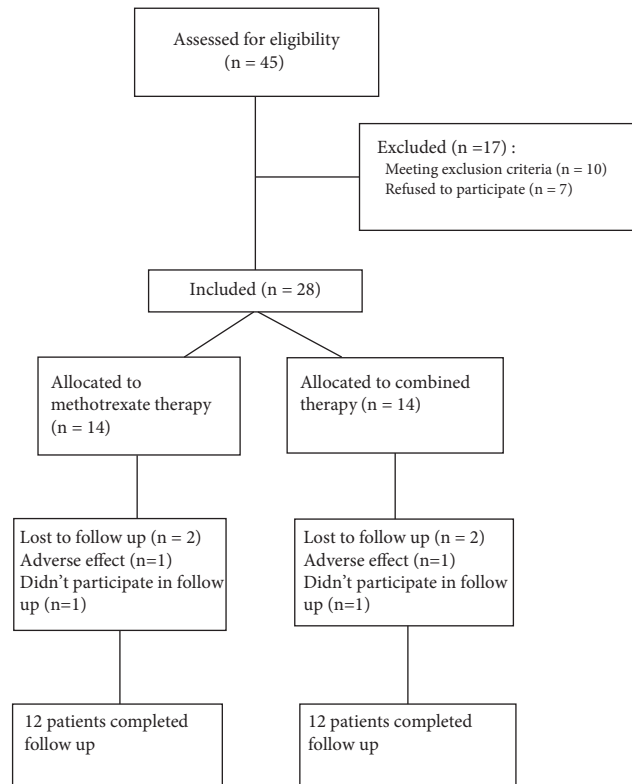 Assessed for eligibility
(n = 45)
Excluded (n =17) :
Meeting exclusion criteria (n = 10)
Refused to participate (n = 7)
Included (n = 28)
Allocated to
methotrexate therapy
(n = 14)
Allocated to combined
therapy (n = 14)
Lost to follow up (n = 2)
Adverse effect (n=1)
Didn't participate in follow
up (n=1)
Lost to follow up (n = 2)
Adverse effect (n=1)
Didn't participate in follow
up (n=1)
12 patients completed
follow up
12 patients completed
follow up